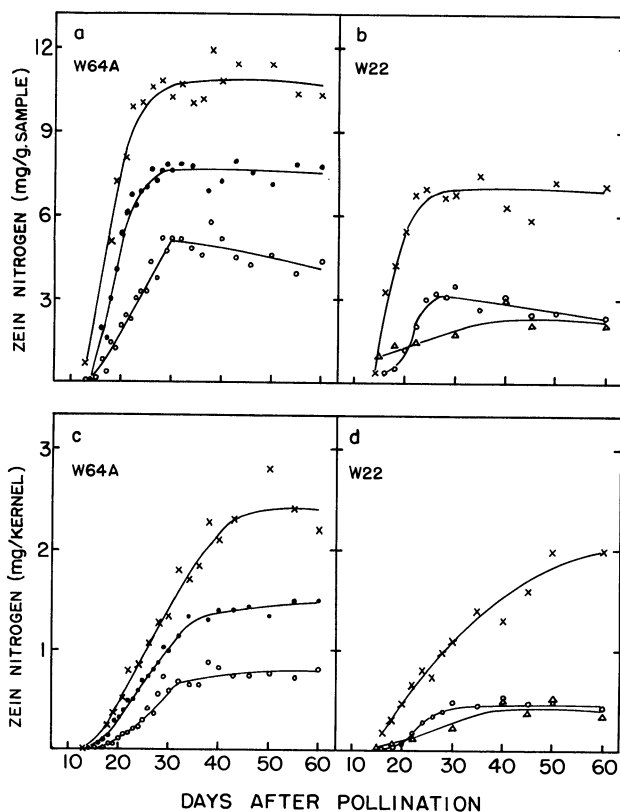 a
W64A
b
W22
12
9
6
3
ZEIN NITROGEN (mg/g. SAMPLE)
c
W64A
d
W22
3
2
1
ZEIN NITROGEN (mg/KERNEL)
10 20 30 40 50 60 10 20 30 40 50 60
DAYS AFTER POLLINATION